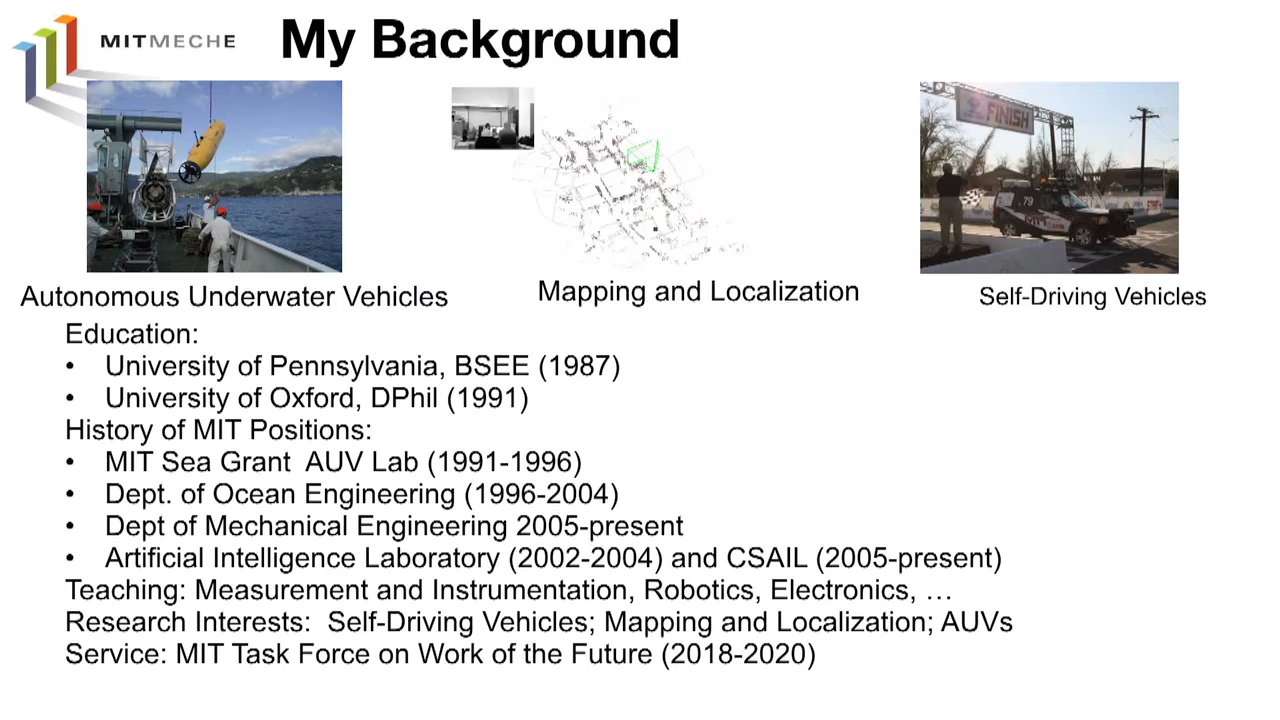 MITMECHE
My Background
FINISH
79
Autonomous Underwater Vehicles
Mapping and Localization
Self-Driving Vehicles
Education:
• University of Pennsylvania, BSEE (1987)
• University of Oxford, DPhil (1991)
History of MIT Positions:
• MIT Sea Grant AUV Lab (1991-1996)
• Dept. of Ocean Engineering (1996-2004)
• Dept of Mechanical Engineering 2005-present
• Artificial Intelligence Laboratory (2002-2004) and CSAIL (2005-present)
Teaching: Measurement and Instrumentation, Robotics, Electronics, …
Research Interests: Self-Driving Vehicles; Mapping and Localization; AUVs
Service: MIT Task Force on Work of the Future (2018-2020)